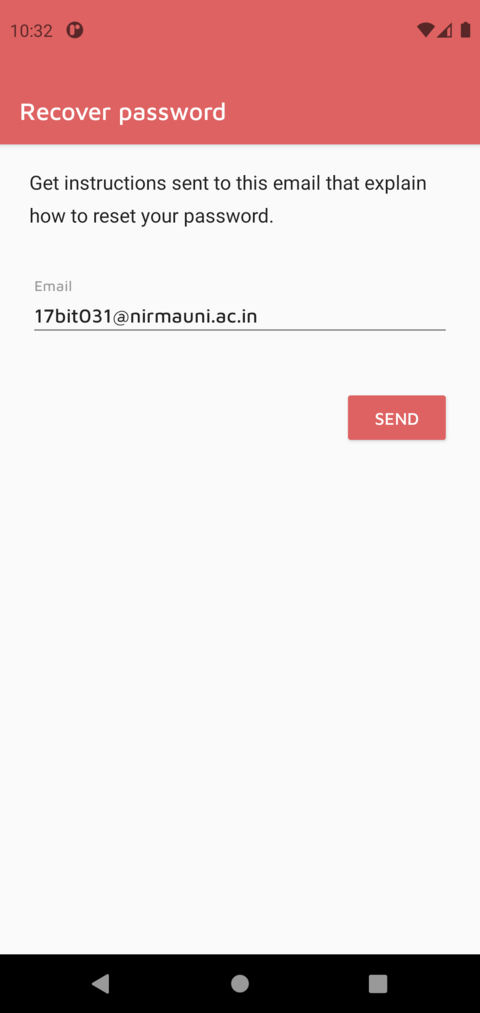 10:32
Recover password
Get instructions sent to this email that explain
how to reset your password.
Email
17bit031@nirmauni.ac.in
SEND